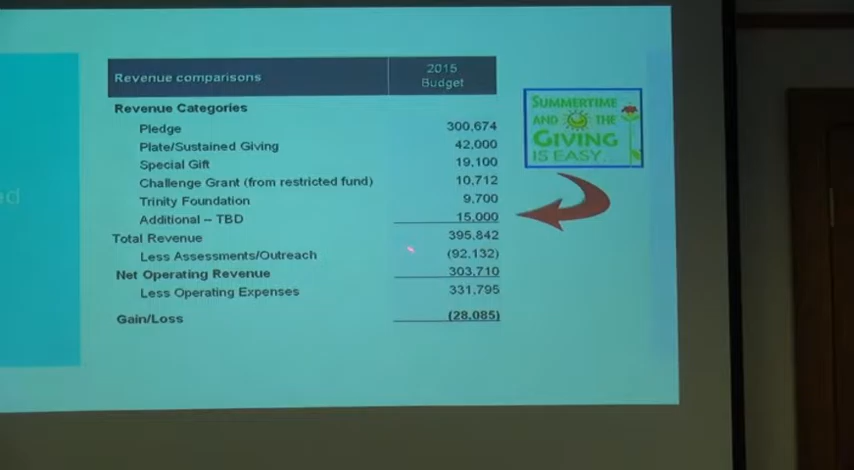 Revenue comparisons 2015 Budget
Revenue Categories
Pledge 300,674
Plate/Sustained Giving 42,000
Special Gift 19,100
Challenge Grant (from restricted fund) 10,712
Trinity Foundation 9,700
Additional – TBD 15,000
Total Revenue 395,842
Less Assessments/Outreach (92,132)
Net Operating Revenue 303,710
Less Operating Expenses 331,795
Gain/Loss (28,085)
SUMMERTIME
AND THE
GIVING
IS EASY.
ed